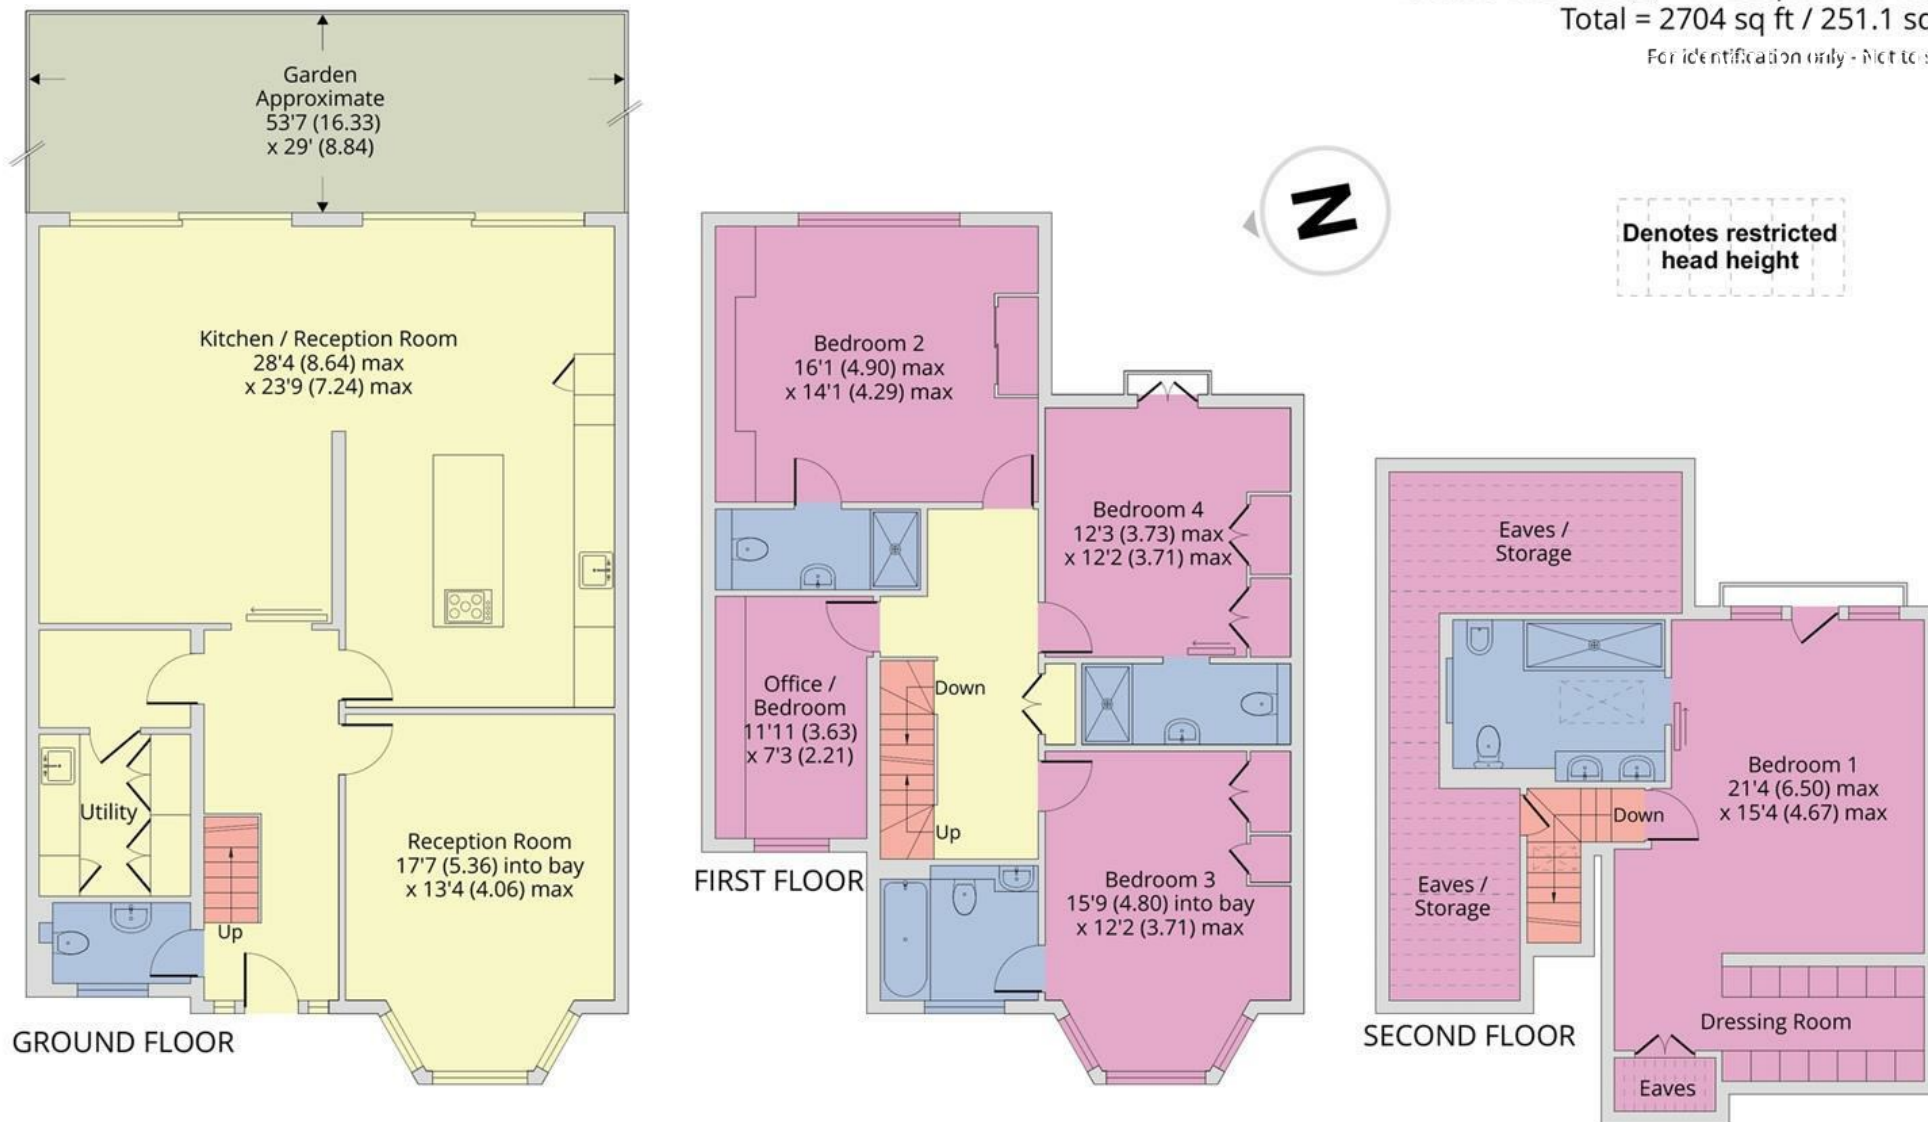 Total = 2704 sq ft / 251.1 sq
For identification only - Not to s
Garden
Approximate
53'7 (16.33)
x 29' (8.84)
Kitchen / Reception Room
28'4 (8.64) max
x 23'9 (7.24) max
Utility
Up
Reception Room
17'7 (5.36) into bay
x 13'4 (4.06) max
GROUND FLOOR
Bedroom 2
16'1 (4.90) max
x 14'1 (4.29) max
Bedroom 4
12'3 (3.73) max
x 12'2 (3.71) max
Office /
Bedroom
11'11 (3.63)
x 7'3 (2.21)
Down
Up
Bedroom 3
15'9 (4.80) into bay
x 12'2 (3.71) max
FIRST FLOOR
N
Denotes restricted
head height
Eaves /
Storage
Bedroom 1
21'4 (6.50) max
x 15'4 (4.67) max
Down
Eaves /
Storage
Dressing Room
Eaves
SECOND FLOOR